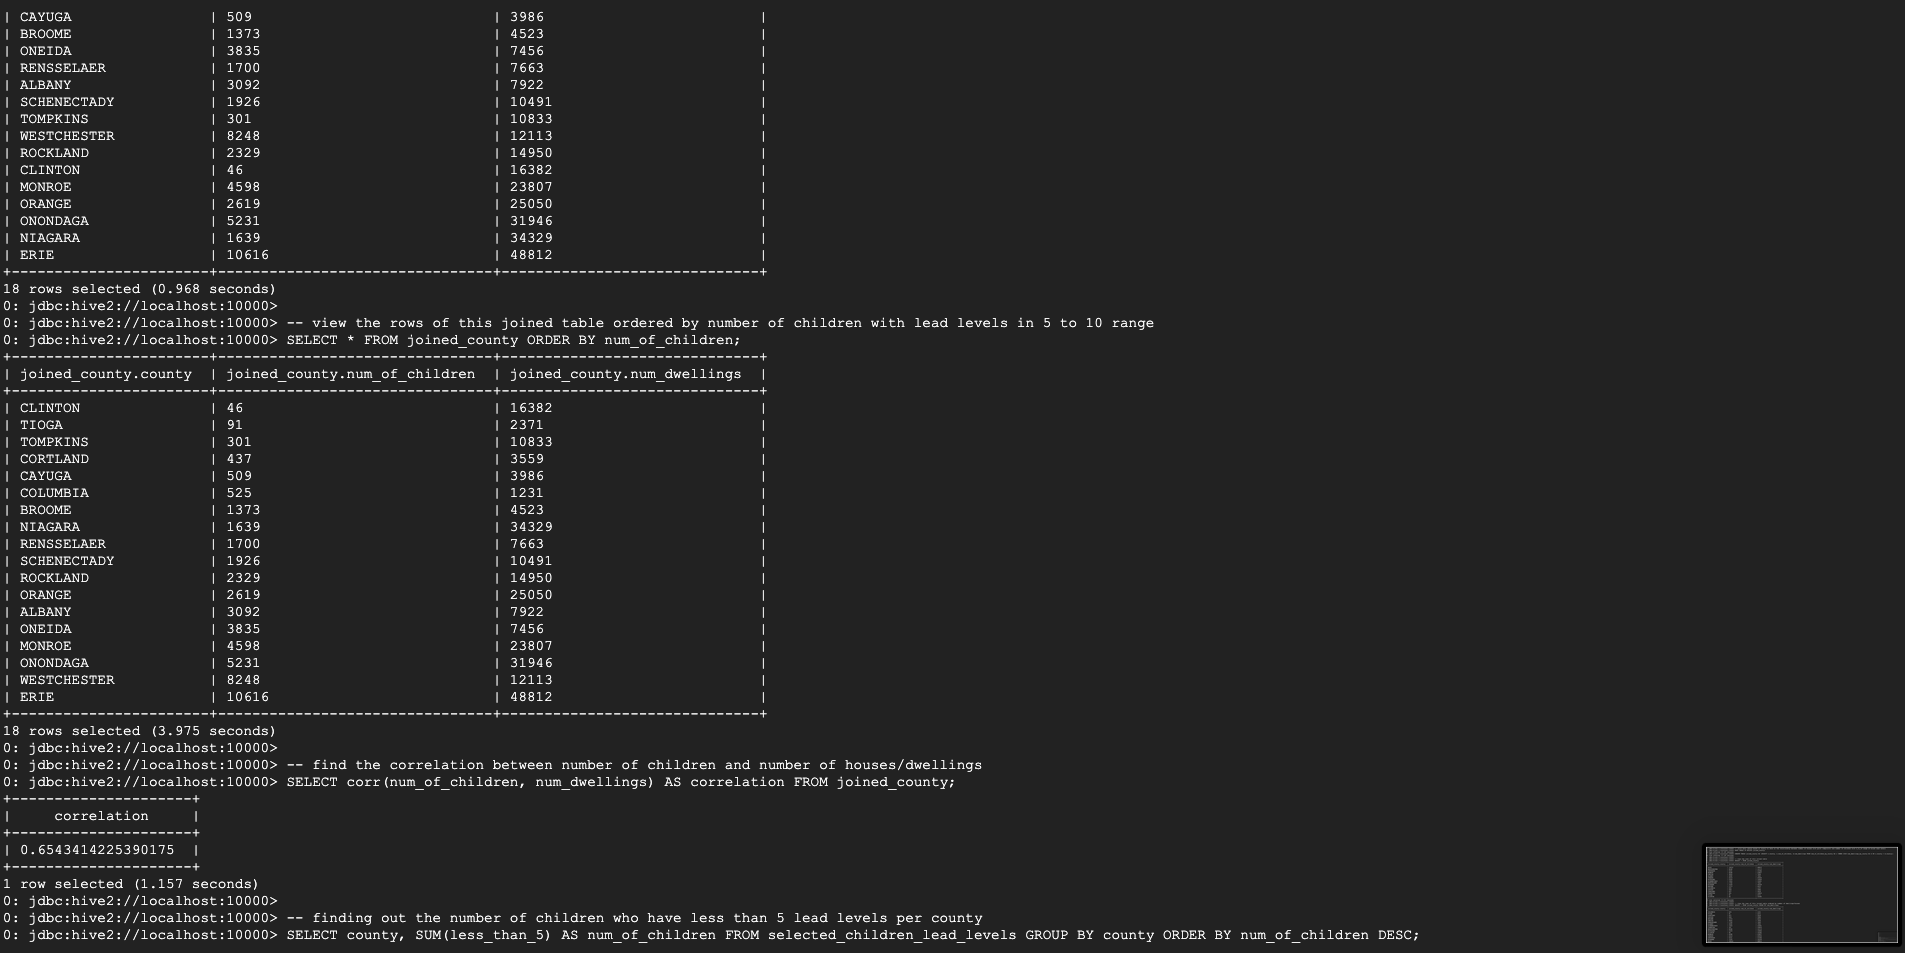 | CAYUGA | 509 | 3986 |
| BROOME | 1373 | 4523 |
| ONEIDA | 3835 | 7456 |
| RENSSELAER | 1700 | 7663 |
| ALBANY | 3092 | 7922 |
| SCHENECTADY | 1926 | 10491 |
| TOMPKINS | 301 | 10833 |
| WESTCHESTER | 8248 | 12113 |
| ROCKLAND | 2329 | 14950 |
| CLINTON | 46 | 16382 |
| MONROE | 4598 | 23807 |
| ORANGE | 2619 | 25050 |
| ONONDAGA | 5231 | 31946 |
| NIAGARA | 1639 | 34329 |
| ERIE | 10616 | 48812 |
+------------------------+---------------------------------+------------------------------+
18 rows selected (0.968 seconds)
0: jdbc:hive2://localhost:10000>
0: jdbc:hive2://localhost:10000> -- view the rows of this joined table ordered by number of children with lead levels in 5 to 10 range
0: jdbc:hive2://localhost:10000> SELECT * FROM joined_county ORDER BY num_of_children;
+------------------------+---------------------------------+------------------------------+
| joined_county.county | joined_county.num_of_children | joined_county.num_dwellings |
+------------------------+---------------------------------+------------------------------+
| CLINTON | 46 | 16382 |
| TIOGA | 91 | 2371 |
| TOMPKINS | 301 | 10833 |
| CORTLAND | 437 | 3559 |
| CAYUGA | 509 | 3986 |
| COLUMBIA | 525 | 1231 |
| BROOME | 1373 | 4523 |
| NIAGARA | 1639 | 34329 |
| RENSSELAER | 1700 | 7663 |
| SCHENECTADY | 1926 | 10491 |
| ROCKLAND | 2329 | 14950 |
| ORANGE | 2619 | 25050 |
| ALBANY | 3092 | 7922 |
| ONEIDA | 3835 | 7456 |
| MONROE | 4598 | 23807 |
| ONONDAGA | 5231 | 31946 |
| WESTCHESTER | 8248 | 12113 |
| ERIE | 10616 | 48812 |
+------------------------+---------------------------------+------------------------------+
18 rows selected (3.975 seconds)
0: jdbc:hive2://localhost:10000>
0: jdbc:hive2://localhost:10000> -- find the correlation between number of children and number of houses/dwellings
0: jdbc:hive2://localhost:10000> SELECT corr(num_of_children, num_dwellings) AS correlation FROM joined_county;
+---------------------+
| correlation |
+---------------------+
| 0.6543414225390175 |
+---------------------+
1 row selected (1.157 seconds)
0: jdbc:hive2://localhost:10000>
0: jdbc:hive2://localhost:10000> -- finding out the number of children who have less than 5 lead levels per county
0: jdbc:hive2://localhost:10000> SELECT county, SUM(less_than_5) AS num_of_children FROM selected_children_lead_levels GROUP BY county ORDER BY num_of_children DESC;